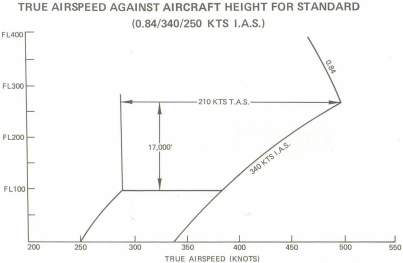 TRUE AIRSPEED AGAINST AIRCRAFT HEIGHT FOR STANDARD
(0.84/340/250 KTS I.A.S.)
FL400
0.84
FL300
210 KTS T.A.S.
FL200
17,000'
340 KTS I.A.S.
FL100
200 250 300 350 400 450 500 550
TRUE AIRSPEED (KNOTS)